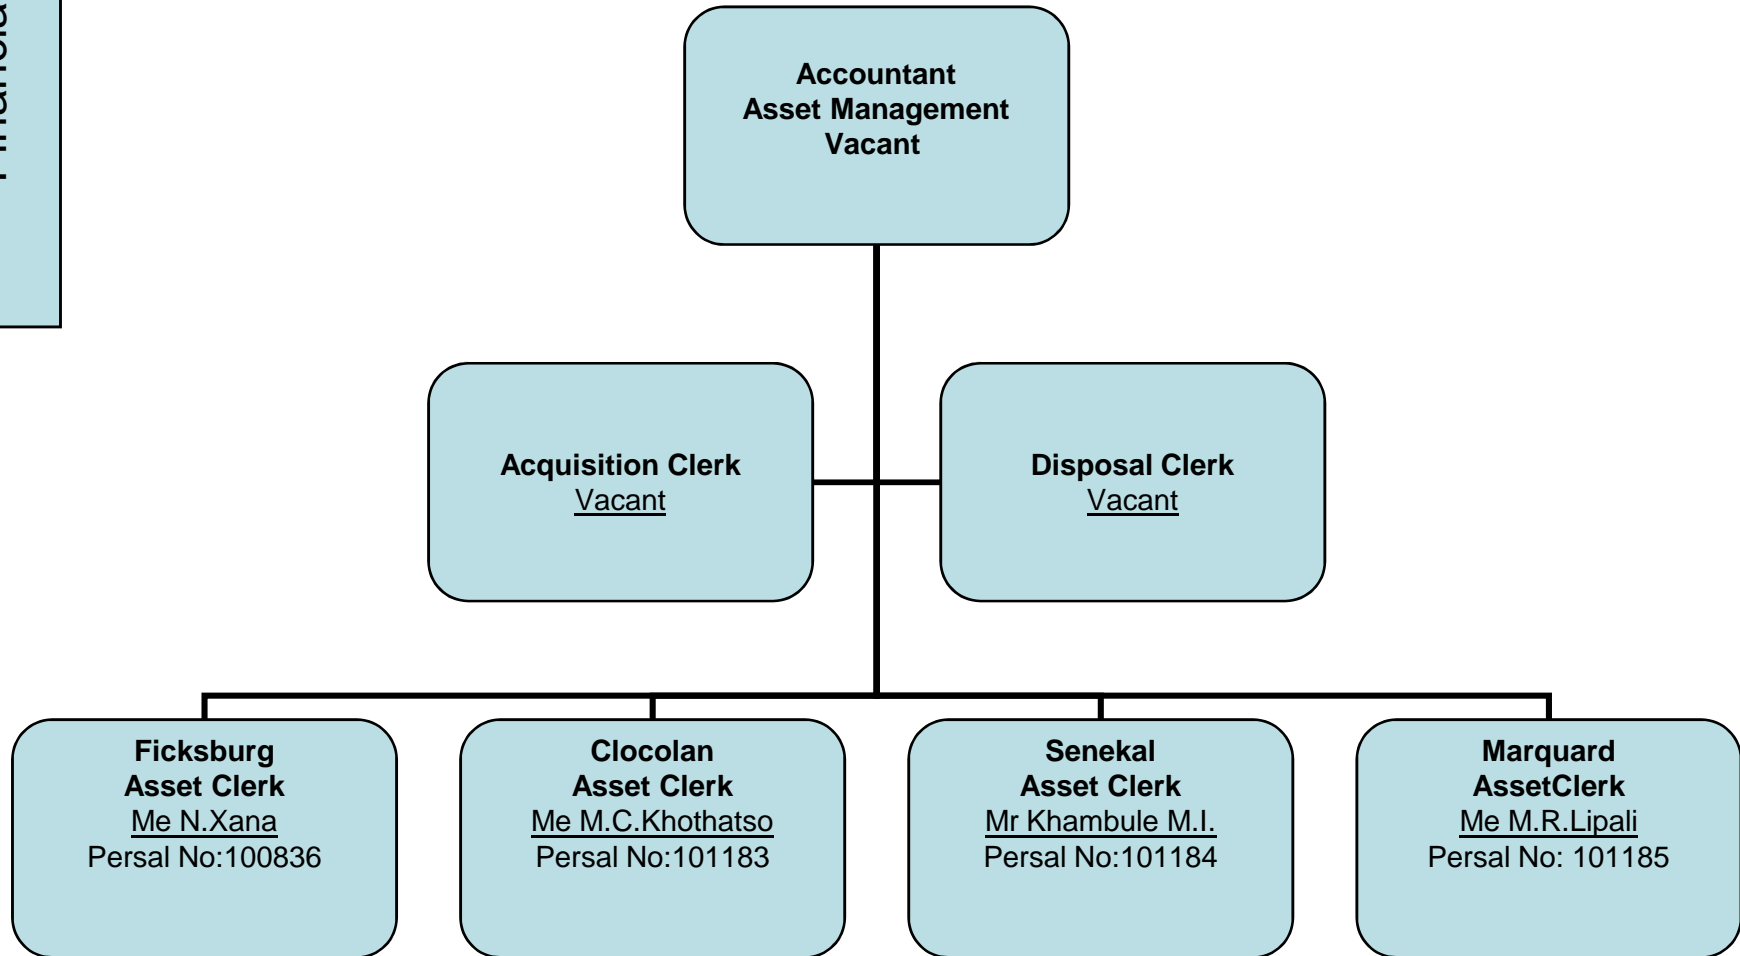 Accountant
Asset Management
Vacant
Acquisition Clerk
Vacant
Disposal Clerk
Vacant
Ficksburg
Asset Clerk
Me N.Xana
Persal No:100836
Clocolan
Asset Clerk
Me M.C.Khothatso
Persal No:101183
Senekal
Asset Clerk
Mr Khambule M.I.
Persal No:101184
Marquard
AssetClerk
Me M.R.Lipali
Persal No: 101185